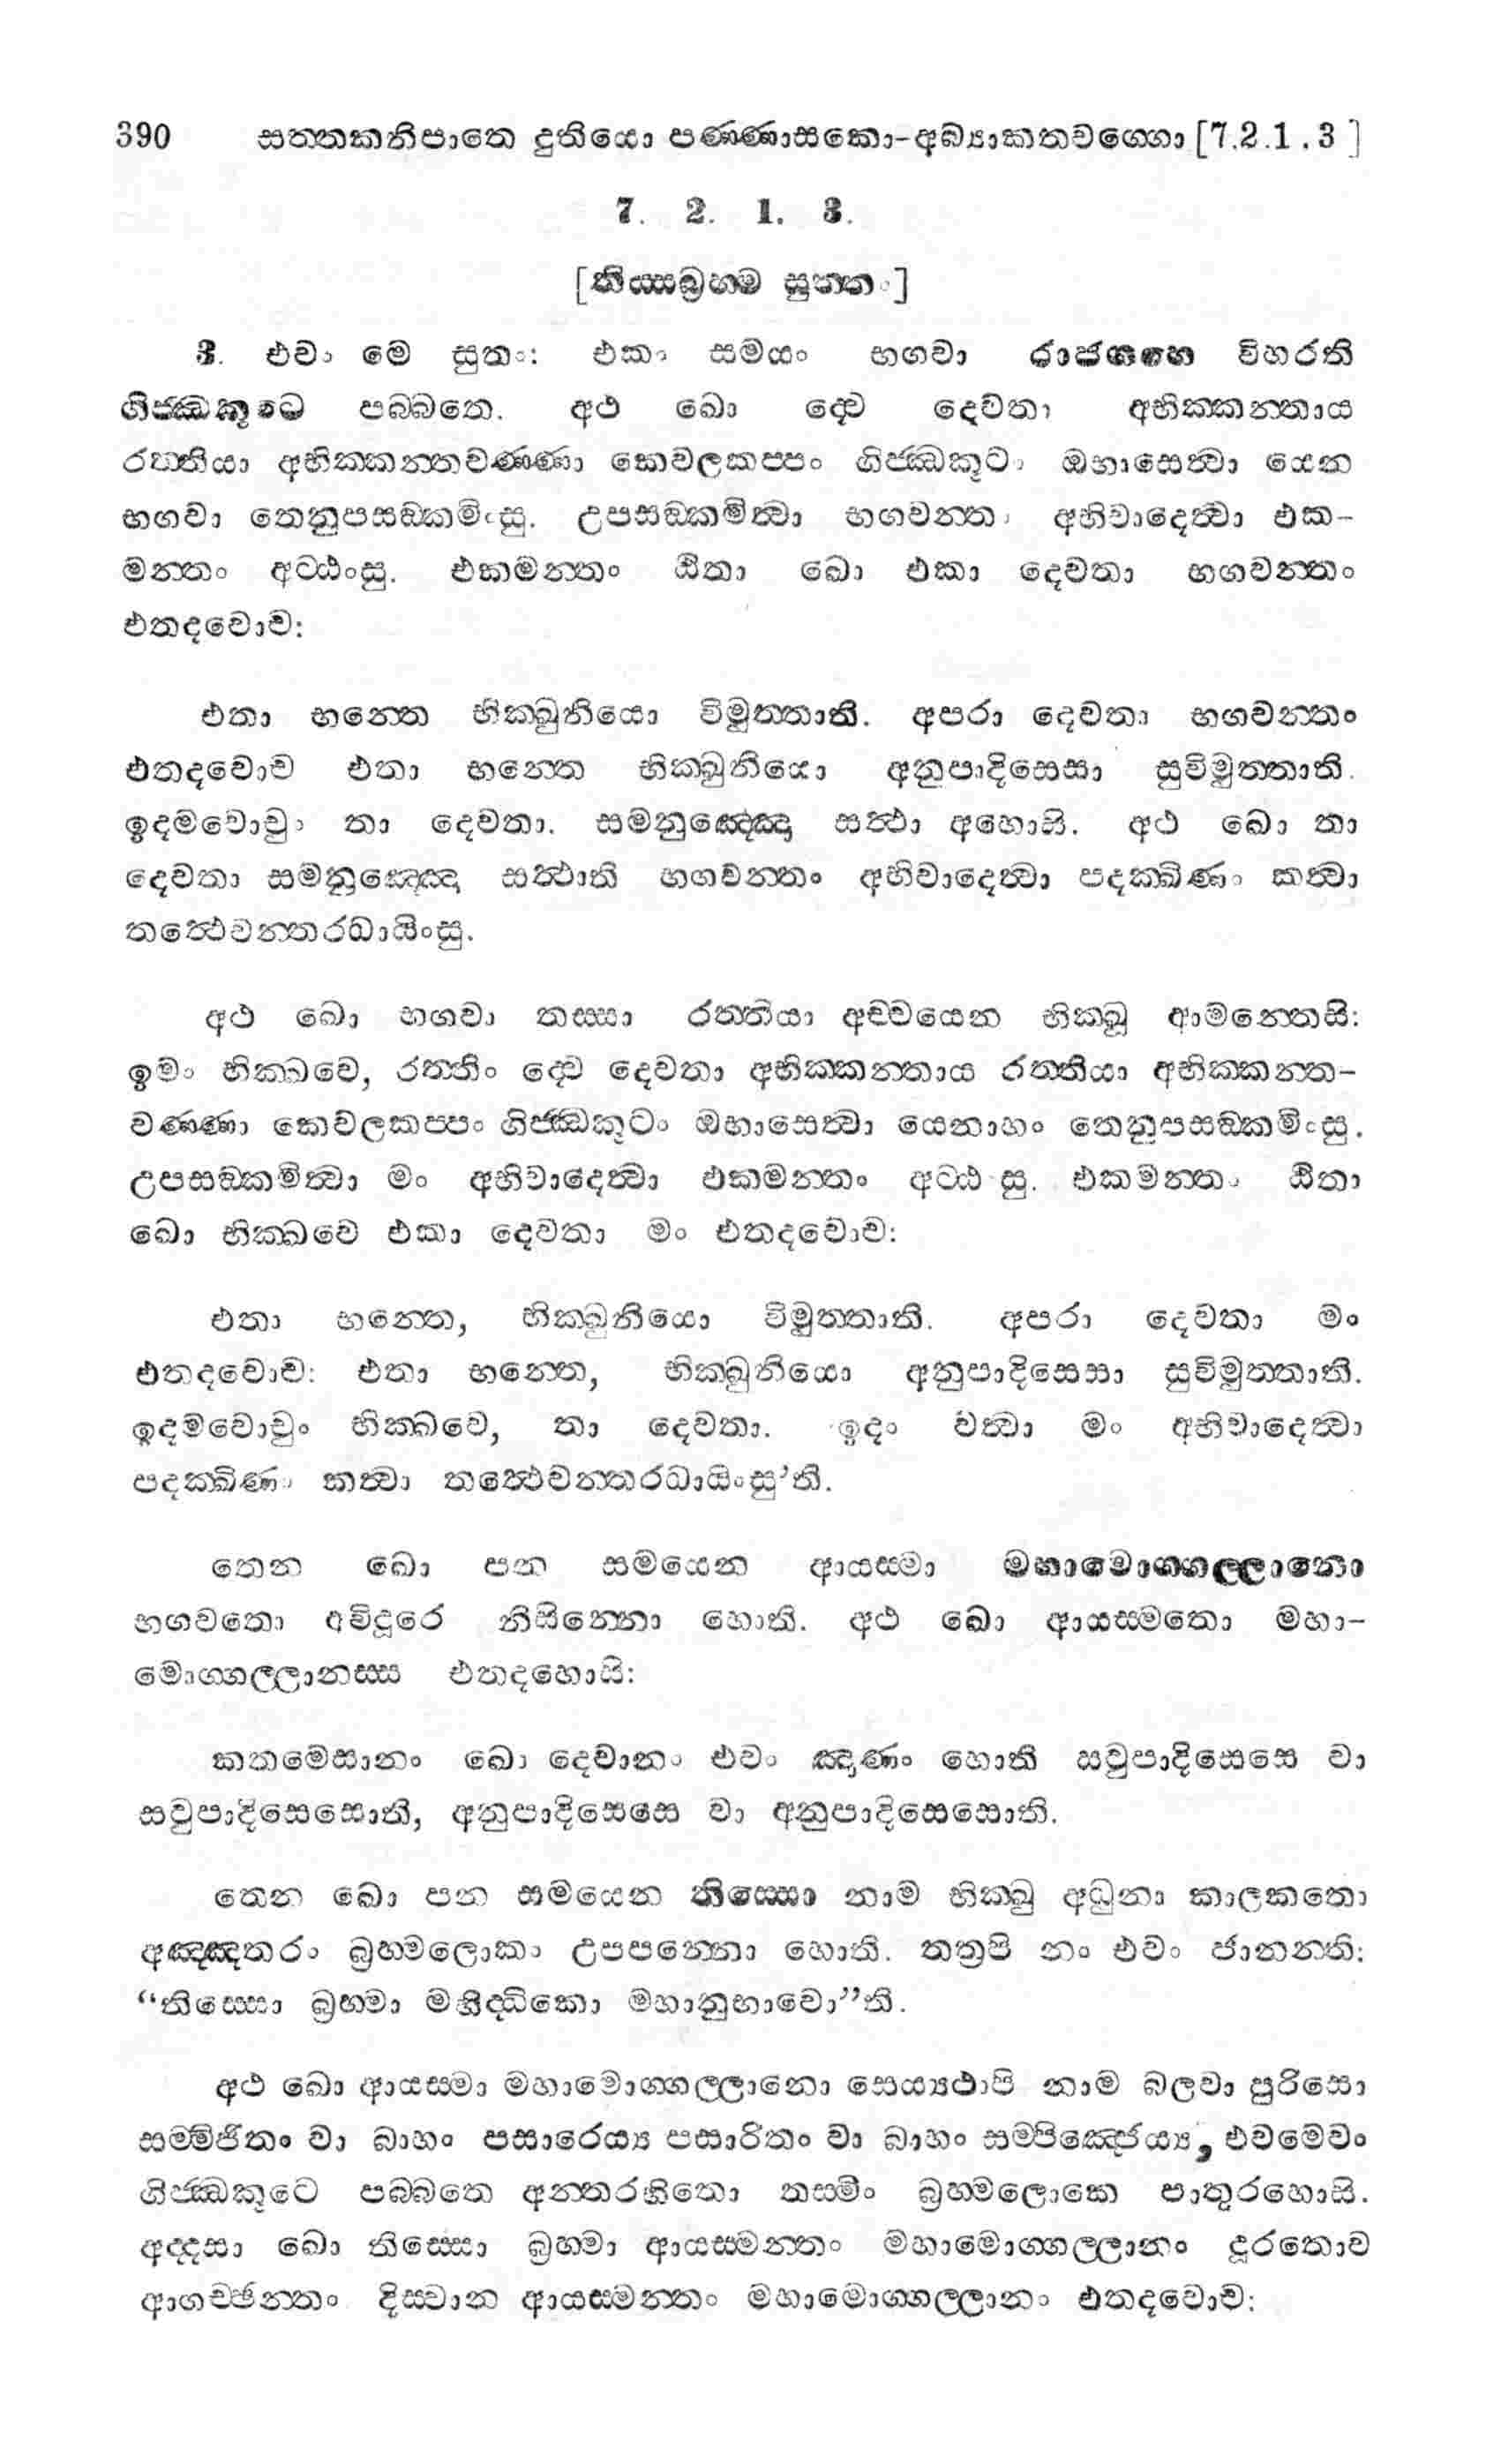 390 සත්තකනිපාතෙ දුතියො පණ්ණාසකො-අබ්‍යාකතවග්ගො [7.2.1.3]
7. 2. 1. 3.
[තිස්සබ්‍රහ්ම සුත්තං]
3. එවං මෙ සුතං: එකං සමයං භගවා රාජගහෙ විහරති
ගිජ්ඣකූටෙ පබ්බතෙ. අථ ඛො ද්වෙ දෙවතා අභික්කන්තාය
රත්තියා අභික්කන්තවණ්ණා කෙවලකප්පං ගිජ්ඣකූටං ඔභාසෙත්වා යෙන
භගවා තෙනුපසඞ්කමිංසු. උපසඞ්කමිත්වා භගවන්තං අභිවාදෙත්වා එක-
මන්තං අට්ඨංසු. එකමන්තං ඨිතා ඛො එකා දෙවතා භගවන්තං
එතදවොච:
එතා භන්තෙ භික්ඛුනියො විමුත්තාති. අපරා දෙවතා භගවන්තං
එතදවොච එතා භන්තෙ භික්ඛුනියො අනුපාදිසෙසා සුවිමුත්තාති.
ඉදමවොචුං තා දෙවතා. සමනුඤ්ඤො සත්ථා අහොසි. අථ ඛො තා
දෙවතා සමනුඤ්ඤො සත්ථාති භගවන්තං අභිවාදෙත්වා පදක්ඛිණං කත්වා
තත්ථෙවන්තරධායිංසු.
අථ ඛො භගවා තස්සා රත්තියා අච්චයෙන භික්ඛූ ආමන්තෙසි:
ඉමං භික්ඛවෙ, රත්තිං ද්වෙ දෙවතා අභික්කන්තාය රත්තියා අභික්කන්ත-
වණ්ණා කෙවලකප්පං ගිජ්ඣකූටං ඔභාසෙත්වා යෙනාහං තෙනුපසඞ්කමිංසු.
උපසඞ්කමිත්වා මං අභිවාදෙත්වා එකමන්තං අට්ඨංසු. එකමන්තං ඨිතා
ඛො භික්ඛවෙ එකා දෙවතා මං එතදවොච:
එතා භන්තෙ, භික්ඛුනියො විමුත්තාති. අපරා දෙවතා මං
එතදවොච: එතා භන්තෙ, භික්ඛුනියො අනුපාදිසෙසා සුවිමුත්තාති.
ඉදමවොචුං භික්ඛවෙ, තා දෙවතා. ඉදං වත්වා මං අභිවාදෙත්වා
පදක්ඛිණං කත්වා තත්ථෙවන්තරධායිංසු’ති.
තෙන ඛො පන සමයෙන ආයස්මා මහාමොග්ගල්ලානො
භගවතො අවිදූරෙ නිසින්නො හොති. අථ ඛො ආයස්මතො මහා-
මොග්ගල්ලානස්ස එතදහොසි:
කතමෙසානං ඛො දෙවානං එවං ඤාණං හොති සවුපාදිසෙසෙ වා
සවුපාදිසෙසොති, අනුපාදිසෙසෙ වා අනුපාදිසෙසොති.
තෙන ඛො පන සමයෙන තිස්සො නාම භික්ඛු අධුනා කාලකතො
අඤ්ඤතරං බ්‍රහ්මලොකං උපපන්නො හොති. තත්‍රපි නං එවං ජානන්ති:
“තිස්සො බ්‍රහ්මා මහිද්ධිකො මහානුභාවො”ති.
අථ ඛො ආයස්මා මහාමොග්ගල්ලානො සෙය්‍යථාපි නාම බලවා පුරිසො
සම්මිඤ්ජිතං වා බාහං පසාරෙය්‍ය පසාරිතං වා බාහං සම්පිඤ්ජෙය්‍ය, එවමෙවං
ගිජ්ඣකූටෙ පබ්බතෙ අන්තරහිතො තස්මිං බ්‍රහ්මලොකෙ පාතුරහොසි.
අද්දසා ඛො තිස්සො බ්‍රහ්මා ආයස්මන්තං මහාමොග්ගල්ලානං දූරතොව
ආගච්ඡන්තං දිස්වාන ආයස්මන්තං මහාමොග්ගල්ලානං එතදවොච: